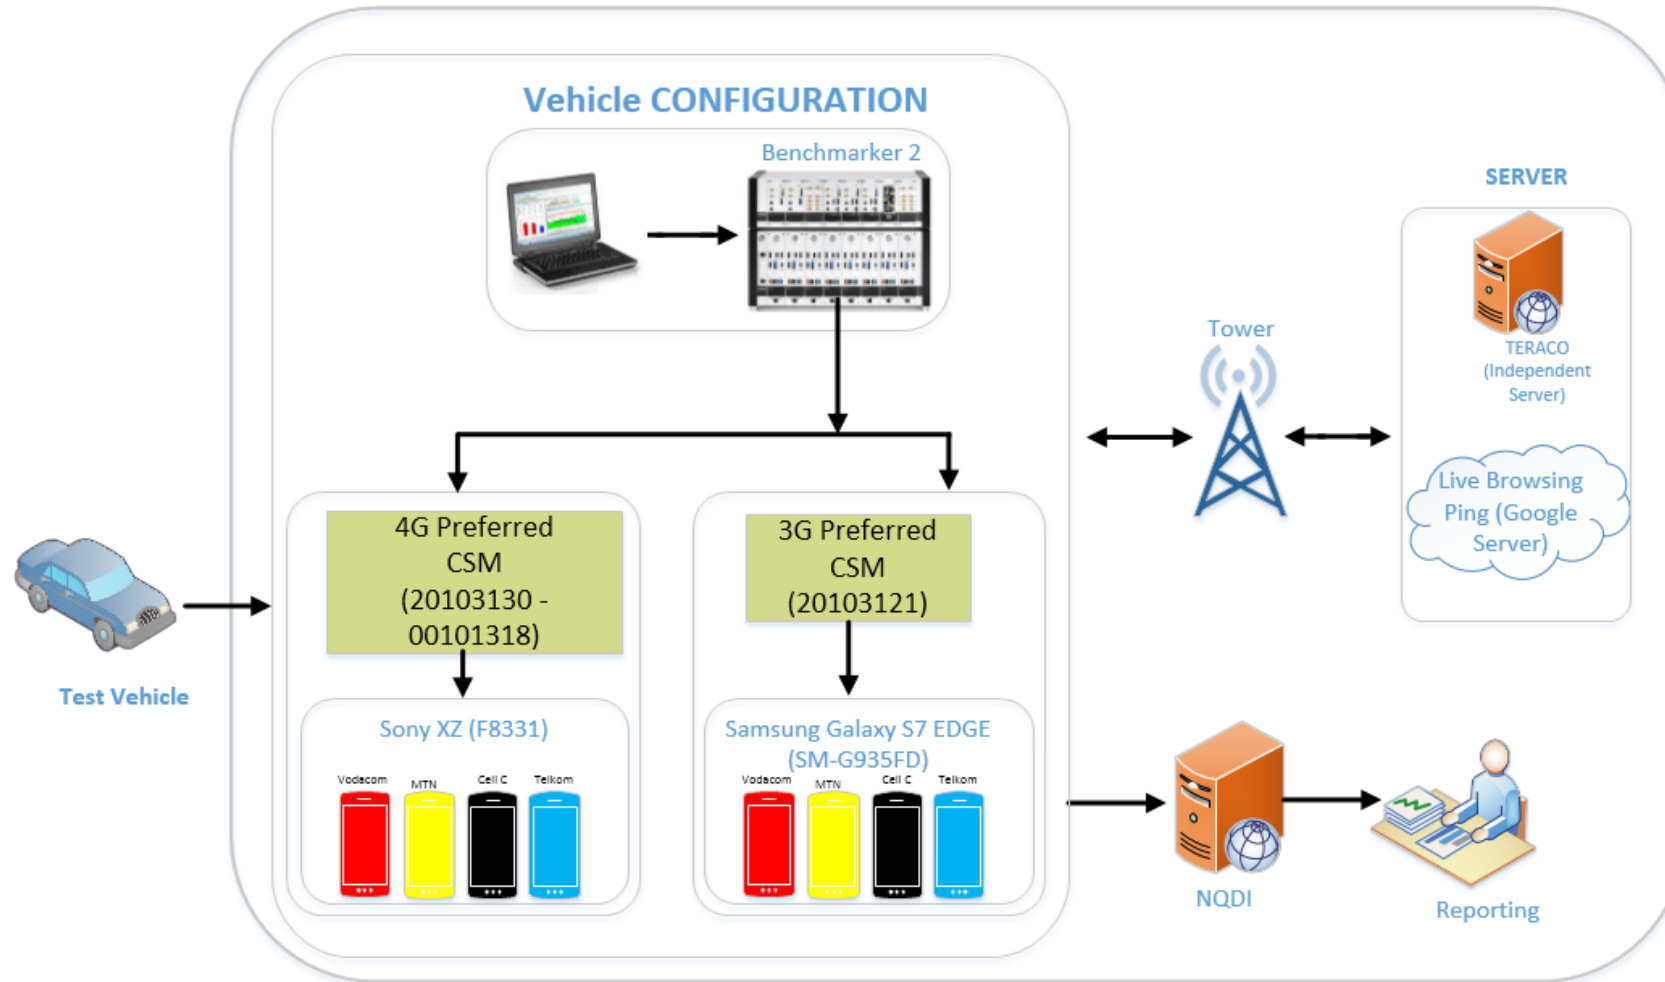 Vehicle CONFIGURATION
Benchmarker 2
SERVER
TERACO
(Independent
Server)
Tower
Live Browsing
Ping (Google
Server)
4G Preferred
CSM
(20103130 -
00101318)
3G Preferred
CSM
(20103121)
Test Vehicle
Sony XZ (F8331)
Vodacom
MTN
Cell C
Telkom
Samsung Galaxy S7 EDGE
(SM-G935FD)
Vodacom
MTN
Cell C
Telkom
NQDI
Reporting